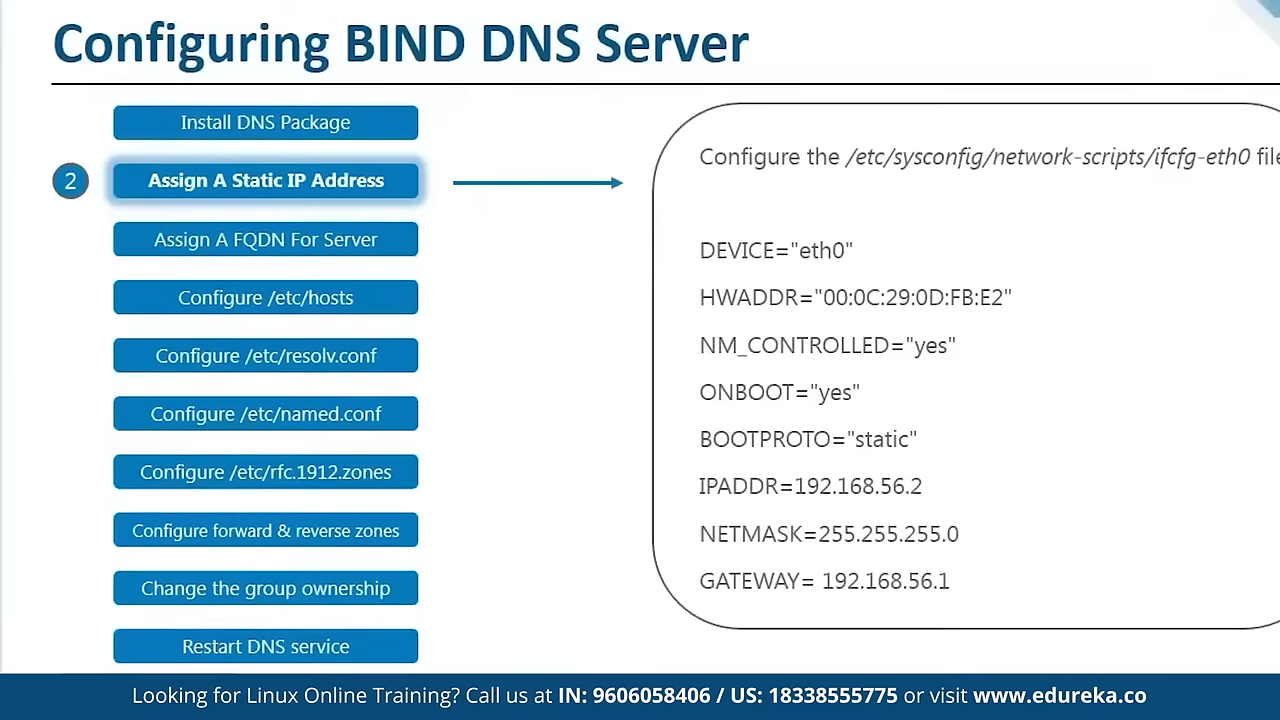 Configuring BIND DNS Server
Install DNS Package
2
Assign A Static IP Address
Assign A FQDN For Server
Configure /etc/hosts
Configure /etc/resolv.conf
Configure /etc/named.conf
Configure /etc/rfc.1912.zones
Configure forward & reverse zones
Change the group ownership
Restart DNS service
Configure the /etc/sysconfig/network-scripts/ifcfg-eth0
DEVICE="eth0"
HWADDR="00:0C:29:0D:FB:E2"
NM_CONTROLLED="yes"
ONBOOT="yes"
BOOTPROTO="static"
IPADDR=192.168.56.2
NETMASK=255.255.255.0
GATEWAY= 192.168.56.1
Looking for Linux Online Training? Call us at IN: 9606058406 / US: 18338555775 or visit www.edureka.co